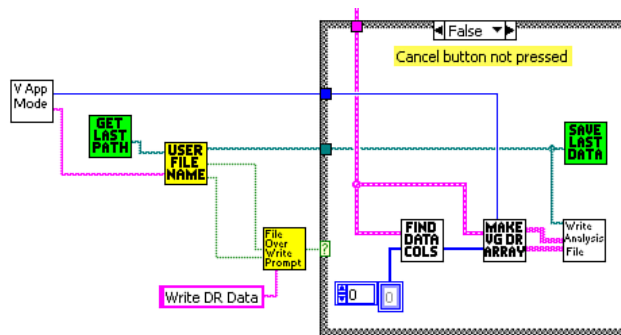 False
Cancel button not pressed
V App
Mode
GET
LAST
PATH
USER
FILE
NAME
SAVE
LAST
DATA
File
Over
Write
Prompt
?
FIND
DATA
COLS
MAKE
VG DR
ARRAY
Write
Analysis
File
Write DR Data
0
0